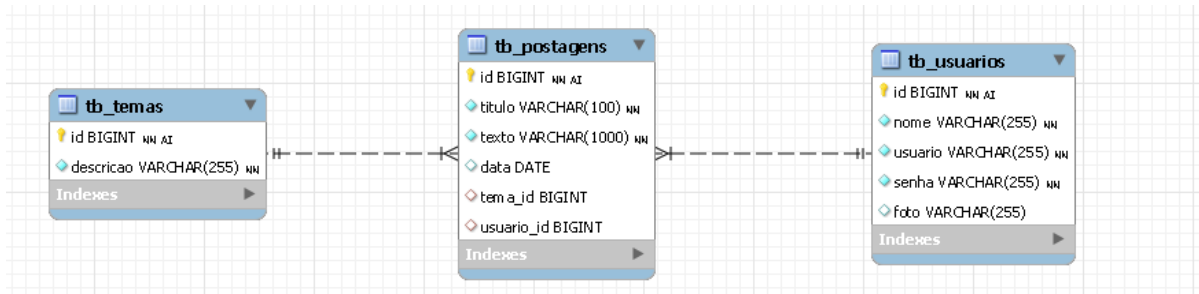 tb_temas
id BIGINT NN AI
descricao VARCHAR(255) NN
Indexes
tb_postagens
id BIGINT NN AI
titulo VARCHAR(100) NN
texto VARCHAR(1000) NN
data DATE
tema_id BIGINT
usuario_id BIGINT
Indexes
tb_usuarios
id BIGINT NN AI
nome VARCHAR(255) NN
usuario VARCHAR(255) NN
senha VARCHAR(255) NN
foto VARCHAR(255)
Indexes